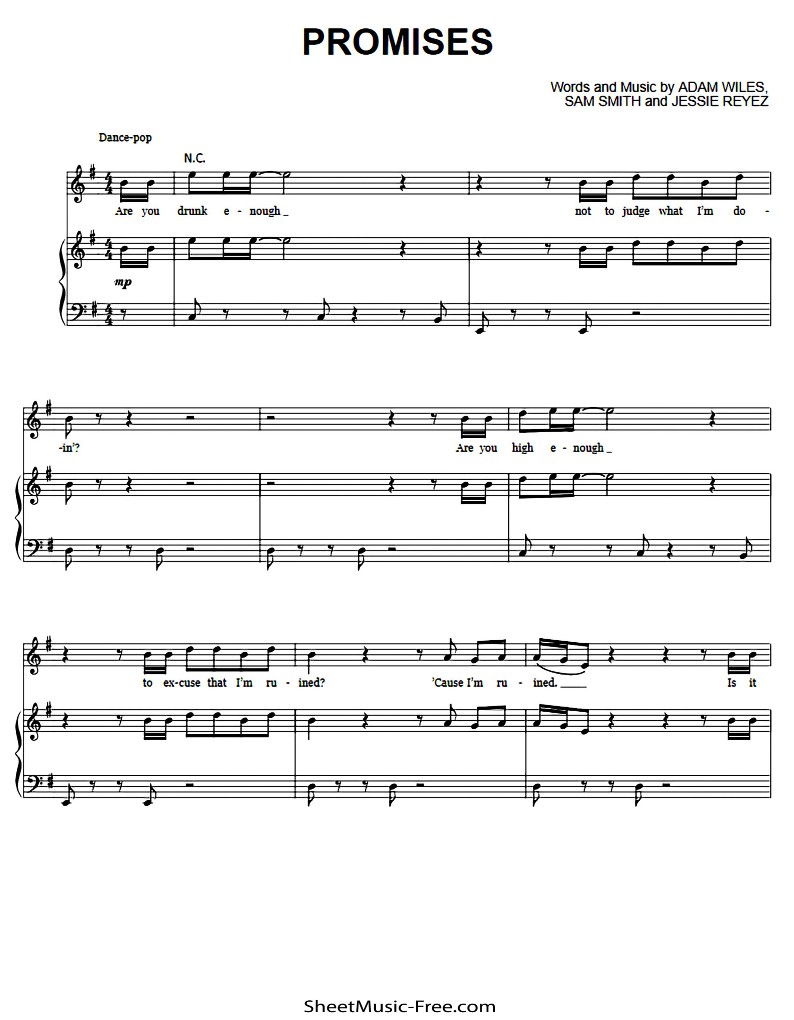 PROMISES
Words and Music by ADAM WILES,
SAM SMITH and JESSIE REYEZ
Dance-pop
N.C.
Are you drunk e - nough_ not to judge what I'm do -
mp
-in'? Are you high e - nough_
to ex-cuse that I'm ru - ined? 'Cause I'm ru - ined. ____ Is it
SheetMusic-Free.com